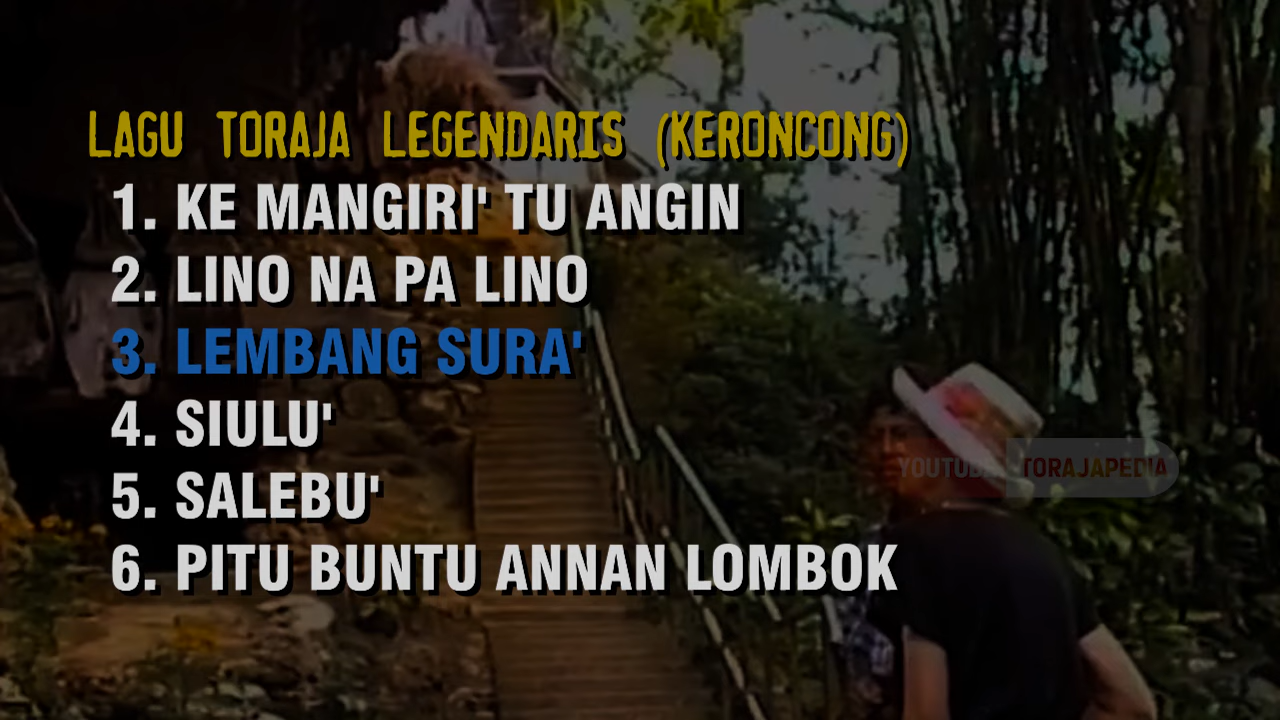 LAGU TORAJA LEGENDARIS (KERONCONG)
1. KE MANGIRI' TU ANGIN
2. LINO NA PA LINO
3. LEMBANG SURA'
4. SIULU'
5. SALEBU'
6. PITU BUNTU ANNAN LOMBOK
YOUTUBE TORAJAPEDIA